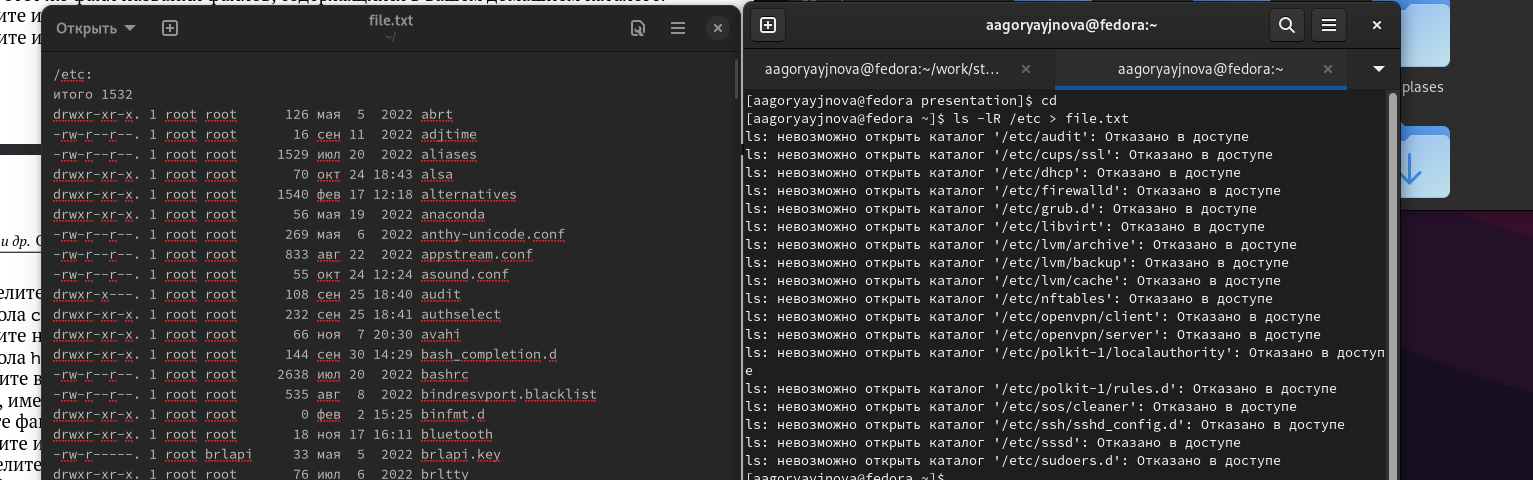 Открыть
file.txt
~/
/etc:
итого 1532
drwxr-xr-x. 1 root root 126 мая 5 2022 abrt
-rw-r--r--. 1 root root 16 сен 11 2022 adjtime
-rw-r--r--. 1 root root 1529 июл 20 2022 aliases
drwxr-xr-x. 1 root root 70 окт 24 18:43 alsa
drwxr-xr-x. 1 root root 1540 фев 17 12:18 alternatives
drwxr-xr-x. 1 root root 56 мая 19 2022 anaconda
-rw-r--r--. 1 root root 269 мая 6 2022 anthy-unicode.conf
-rw-r--r--. 1 root root 833 авг 22 2022 appstream.conf
-rw-r--r--. 1 root root 55 окт 24 12:24 asound.conf
drwxr-x---. 1 root root 108 сен 25 18:40 audit
drwxr-xr-x. 1 root root 232 сен 25 18:41 authselect
drwxr-xr-x. 1 root root 66 ноя 7 20:30 avahi
drwxr-xr-x. 1 root root 144 сен 30 14:29 bash_completion.d
-rw-r--r--. 1 root root 2638 июл 20 2022 bashrc
-rw-r--r--. 1 root root 535 авг 8 2022 bindresvport.blacklist
drwxr-xr-x. 1 root root 0 фев 2 15:25 binfmt.d
drwxr-xr-x. 1 root root 18 ноя 17 16:11 bluetooth
-rw-r-----. 1 root brlapi 33 мая 5 2022 brlapi.key
drwxr-xr-x. 1 root root 76 июл 6 2022 brltty
aagoryayjnova@fedora:~
aagoryayjnova@fedora:~/work/st...
aagoryayjnova@fedora:~
[aagoryayjnova@fedora presentation]$ cd
[aagoryayjnova@fedora ~]$ ls -lR /etc > file.txt
ls: невозможно открыть каталог '/etc/audit': Отказано в доступе
ls: невозможно открыть каталог '/etc/cups/ssl': Отказано в доступе
ls: невозможно открыть каталог '/etc/dhcp': Отказано в доступе
ls: невозможно открыть каталог '/etc/firewalld': Отказано в доступе
ls: невозможно открыть каталог '/etc/grub.d': Отказано в доступе
ls: невозможно открыть каталог '/etc/libvirt': Отказано в доступе
ls: невозможно открыть каталог '/etc/lvm/archive': Отказано в доступе
ls: невозможно открыть каталог '/etc/lvm/backup': Отказано в доступе
ls: невозможно открыть каталог '/etc/lvm/cache': Отказано в доступе
ls: невозможно открыть каталог '/etc/nftables': Отказано в доступе
ls: невозможно открыть каталог '/etc/openvpn/client': Отказано в доступе
ls: невозможно открыть каталог '/etc/openvpn/server': Отказано в доступе
ls: невозможно открыть каталог '/etc/polkit-1/localauthority': Отказано в доступ
е
ls: невозможно открыть каталог '/etc/polkit-1/rules.d': Отказано в доступе
ls: невозможно открыть каталог '/etc/sos/cleaner': Отказано в доступе
ls: невозможно открыть каталог '/etc/ssh/sshd_config.d': Отказано в доступе
ls: невозможно открыть каталог '/etc/sssd': Отказано в доступе
ls: невозможно открыть каталог '/etc/sudoers.d': Отказано в доступе
[aagoryayjnova@fedora ~]$
plases
и др.